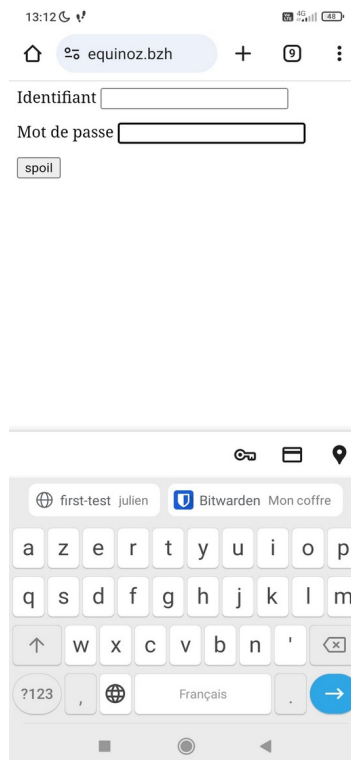 13:12
4G
48
equinoz.bzh
9
Identifiant
Mot de passe
spoil
first-test julien
Bitwarden Mon coffre
a z e r t y u i o p
q s d f g h j k l m
w x c v b n '
?123 , Français .